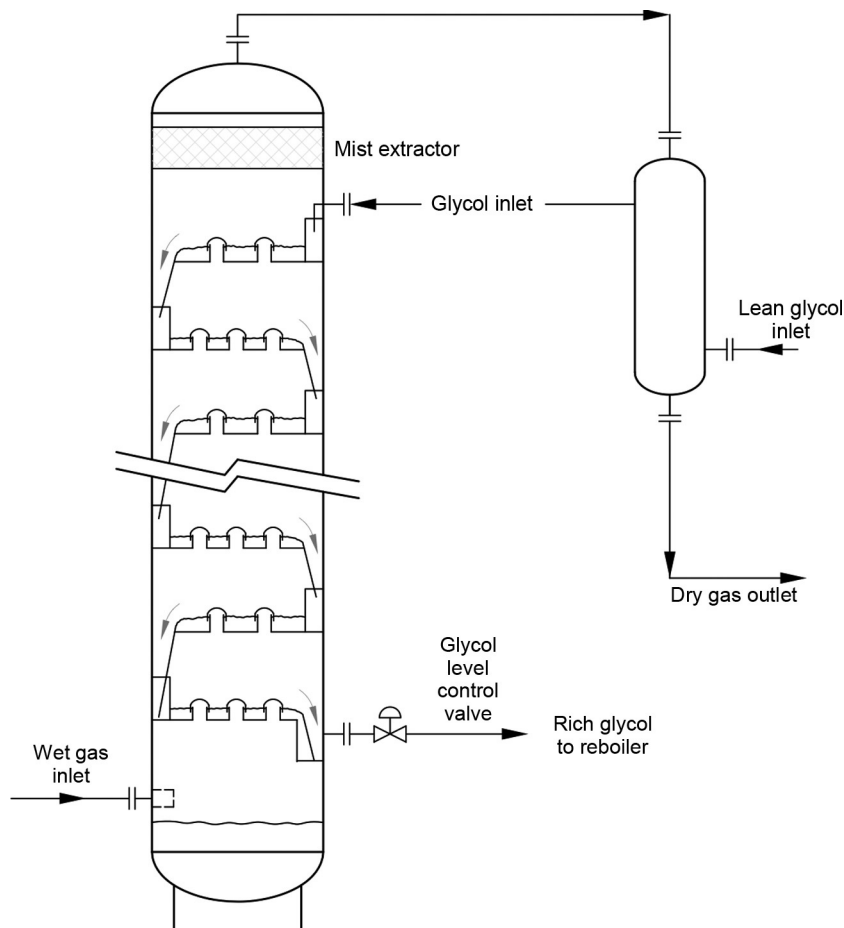 Mist extractor
Glycol inlet
Lean glycol
inlet
Dry gas outlet
Glycol
level
control
valve
Rich glycol
to reboiler
Wet gas
inlet